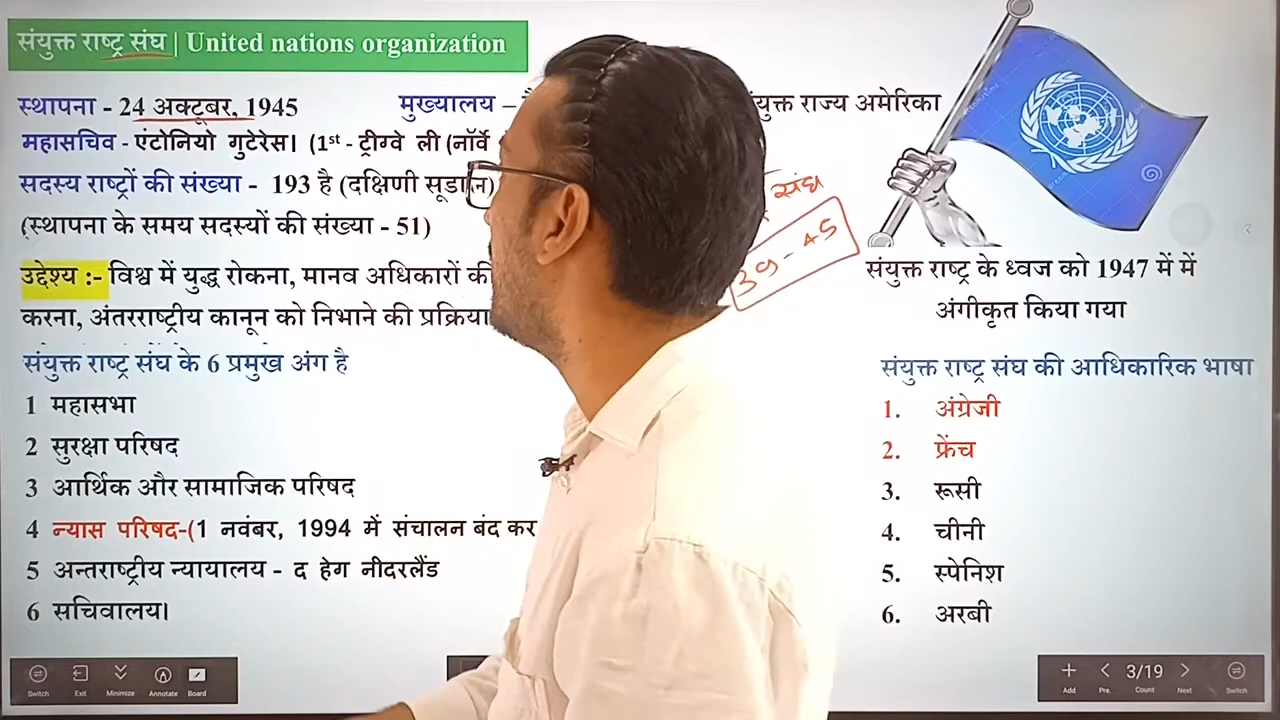 संयुक्त राष्ट्र संघ | United nations organization
स्थापना - 24 अक्टूबर, 1945
मुख्यालय –
संयुक्त राज्य अमेरिका
महासचिव - एंटोनियो गुटेरेस। (1st - ट्रीग्वे ली (नॉर्वे
सदस्य राष्ट्रों की संख्या - 193 है (दक्षिणी सूडान)
(स्थापना के समय सदस्यों की संख्या - 51)
संघ
39-45
उद्देश्य :- विश्व में युद्ध रोकना, मानव अधिकारों की
करना, अंतरराष्ट्रीय कानून को निभाने की प्रक्रिया
संयुक्त राष्ट्र संघ के 6 प्रमुख अंग है
1 महासभा
2 सुरक्षा परिषद
3 आर्थिक और सामाजिक परिषद
4 न्यास परिषद-(1 नवंबर, 1994 में संचालन बंद कर
5 अन्तराष्ट्रीय न्यायालय - द हेग नीदरलैंड
6 सचिवालय।
संयुक्त राष्ट्र के ध्वज को 1947 में में
अंगीकृत किया गया
संयुक्त राष्ट्र संघ की आधिकारिक भाषा
1. अंग्रेजी
2. फ्रेंच
3. रूसी
4. चीनी
5. स्पेनिश
6. अरबी
Switch Exit Minimize Annotate Board
Add Pre. 3/19 Count Next Switch